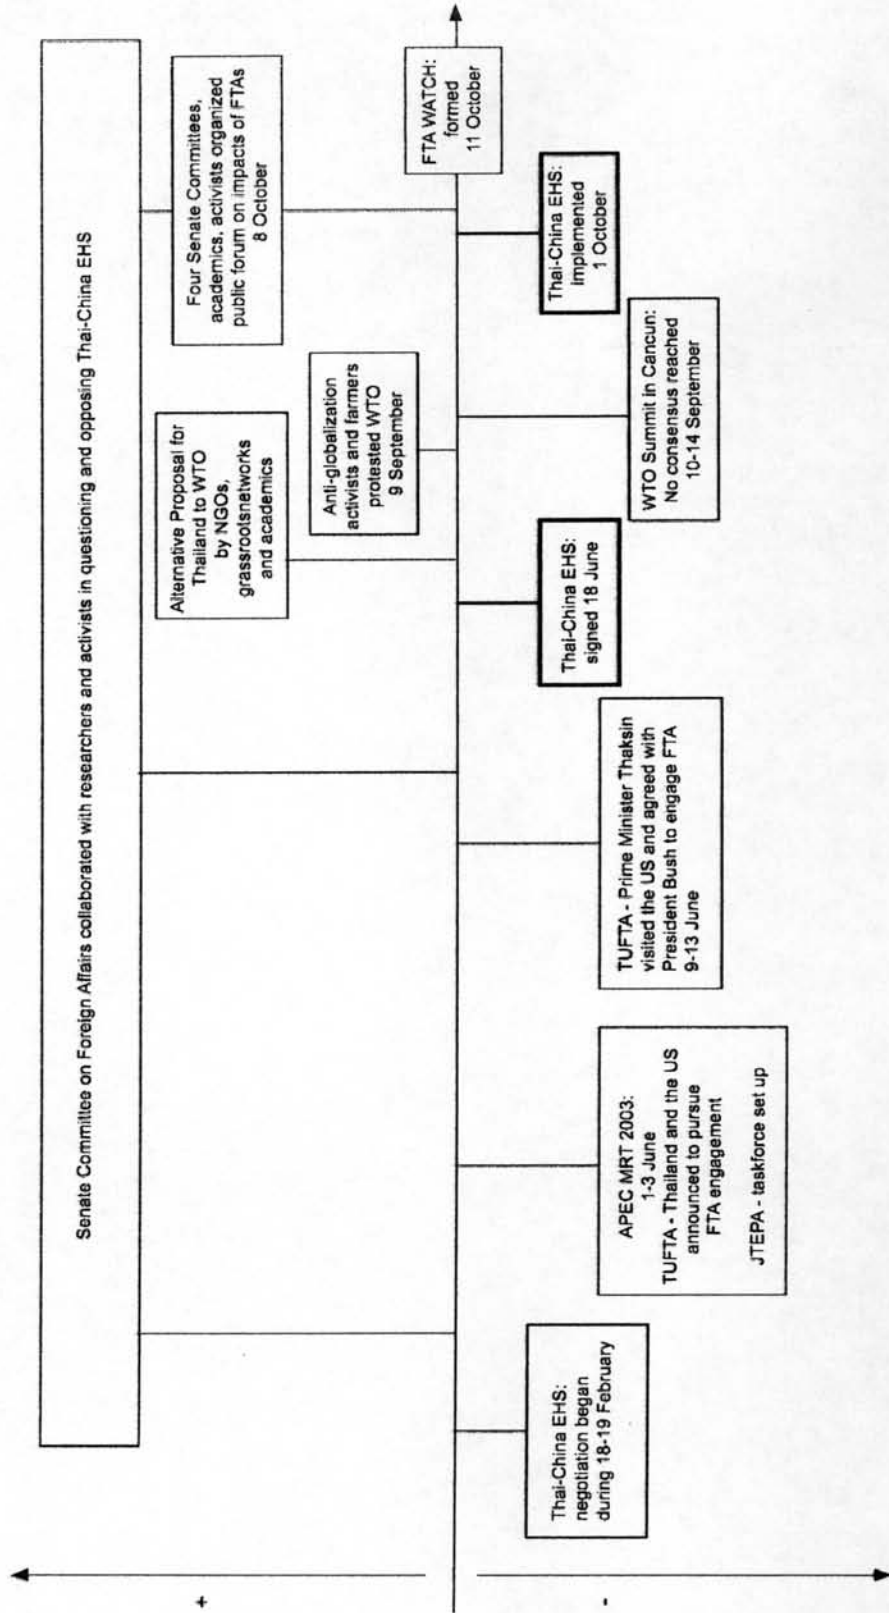 Senate Committee on Foreign Affairs collaborated with researchers and activists in questioning and opposing Thai-China EHS
Alternative Proposal for
Thailand to WTO
by NGOs,
grassrootsnetworks
and academics
Four Senate Committees,
academics, activists organized
public forum on impacts of FTAs
8 October
Anti-globalization
activists and farmers
protested WTO
9 September
+
FTA WATCH:
formed
11 October
-
Thai-China EHS:
negotiation began
during 18-19 February
APEC MRT 2003:
1-3 June
TUFTA - Thailand and the US
announced to pursue
FTA engagement
JTEPA - taskforce set up
TUFTA - Prime Minister Thaksin
visited the US and agreed with
President Bush to engage FTA
9-13 June
Thai-China EHS:
signed 18 June
WTO Summit in Cancun:
No consensus reached
10-14 September
Thai-China EHS:
Implemented
1 October